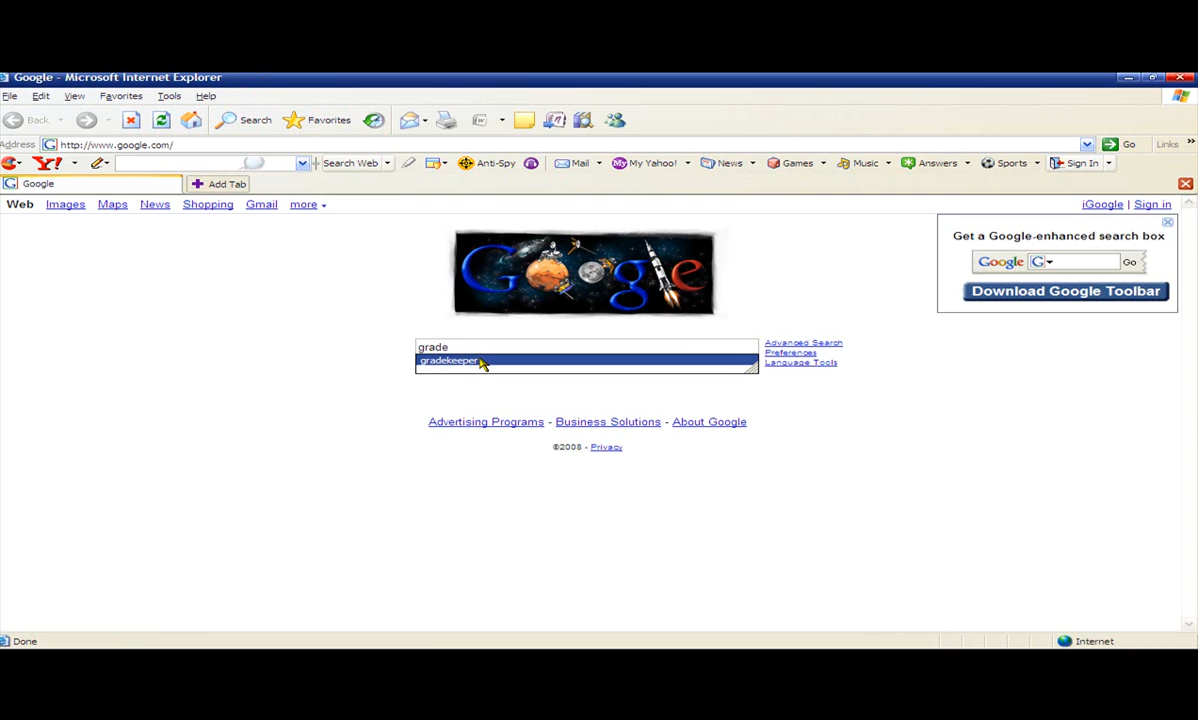 Google - Microsoft Internet Explorer
File Edit View Favorites Tools Help
Back Search Favorites
Address http://www.google.com/ Go Links
Y! Search Web Anti-Spy Mail My Yahoo! News Games Music Answers Sports Sign In
Google Add Tab
Web Images Maps News Shopping Gmail more iGoogle | Sign in
Get a Google-enhanced search box
Google G Go
Download Google Toolbar
Google
grade
gradekeeper
Advanced Search
Preferences
Language Tools
Advertising Programs - Business Solutions - About Google
©2008 - Privacy
Done Internet